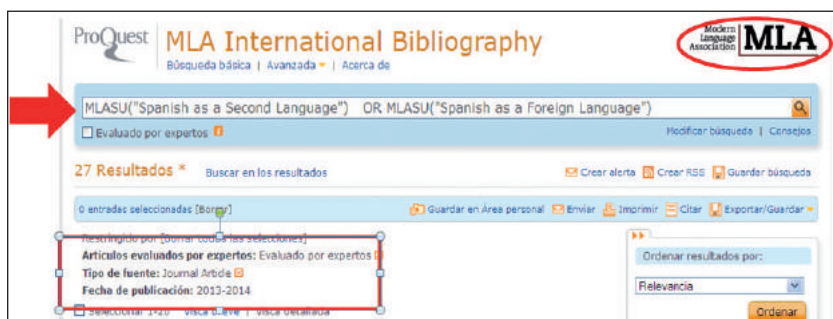 ProQuest
MLA International Bibliography
Modern
Language
Association
MLA
Búsqueda básica | Avanzada | Acerca de
MLASU("Spanish as a Second Language") OR MLASU("Spanish as a Foreign Language")
Evaluado por expertos
Modificar búsqueda | Consejos
27 Resultados * Buscar en los resultados
Crear alerta Crear RSS Guardar búsqueda
0 entradas seleccionadas [Borrar]
Guardar en Área personal Enviar Imprimir Citar Exportar/Guardar
Restringido por [Borrar todas las selecciones]
Artículos evaluados por expertos: Evaluado por expertos
Tipo de fuente: Journal Article
Fecha de publicación: 2013-2014
Seleccionar 1-20 Vista breve | Vista detallada
Ordenar resultados por:
Relevancia
Ordenar